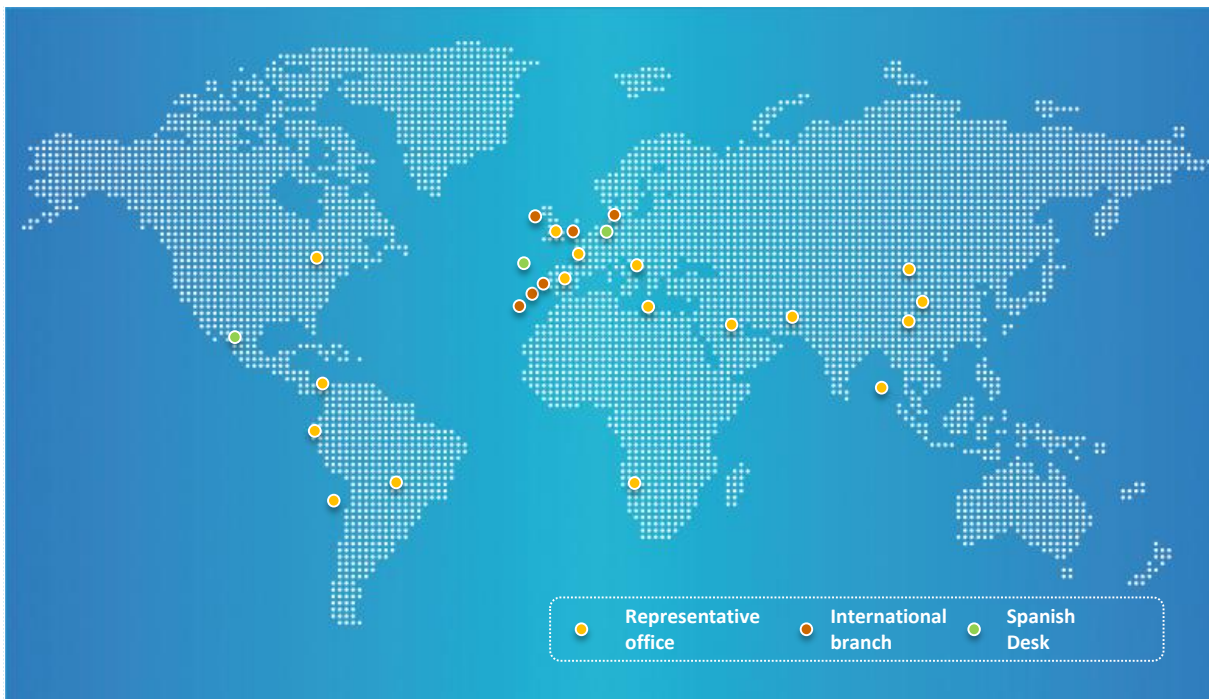 Representative
office
International
branch
Spanish
Desk